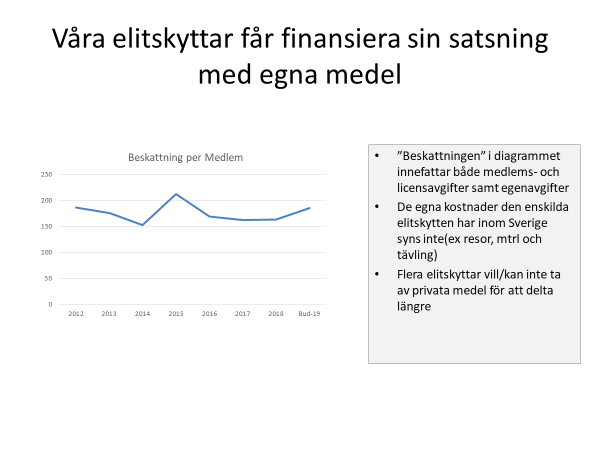 Våra elitskyttar får finansiera sin satsning
med egna medel
Beskattning per Medlem
250
200
150
100
50
0
2012 2013 2014 2015 2016 2017 2018 Bud-19
• ”Beskattningen” i diagrammet
innefattar både medlems- och
licensavgifter samt egenavgifter
• De egna kostnader den enskilda
elitskytten har inom Sverige
syns inte(ex resor, mtrl och
tävling)
• Flera elitskyttar vill/kan inte ta
av privata medel för att delta
längre